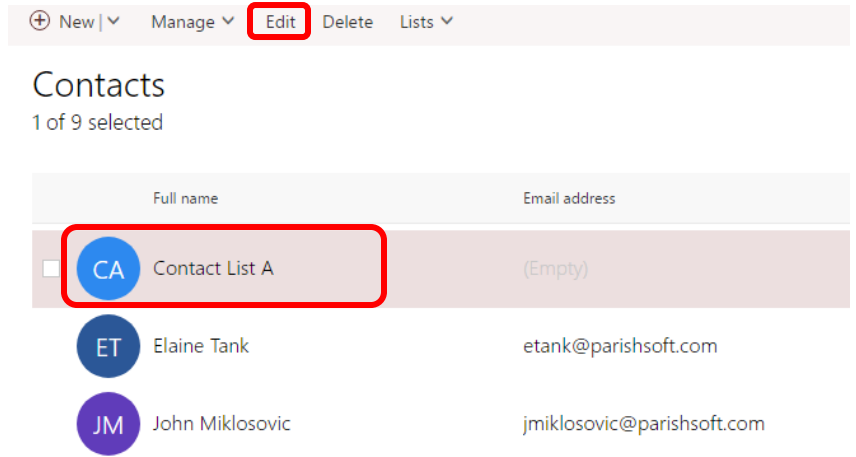 New | Manage Edit Delete Lists
Contacts
1 of 9 selected
Full name Email address
CA Contact List A (Empty)
ET Elaine Tank etank@parishsoft.com
JM John Miklosovic jmiklosovic@parishsoft.com